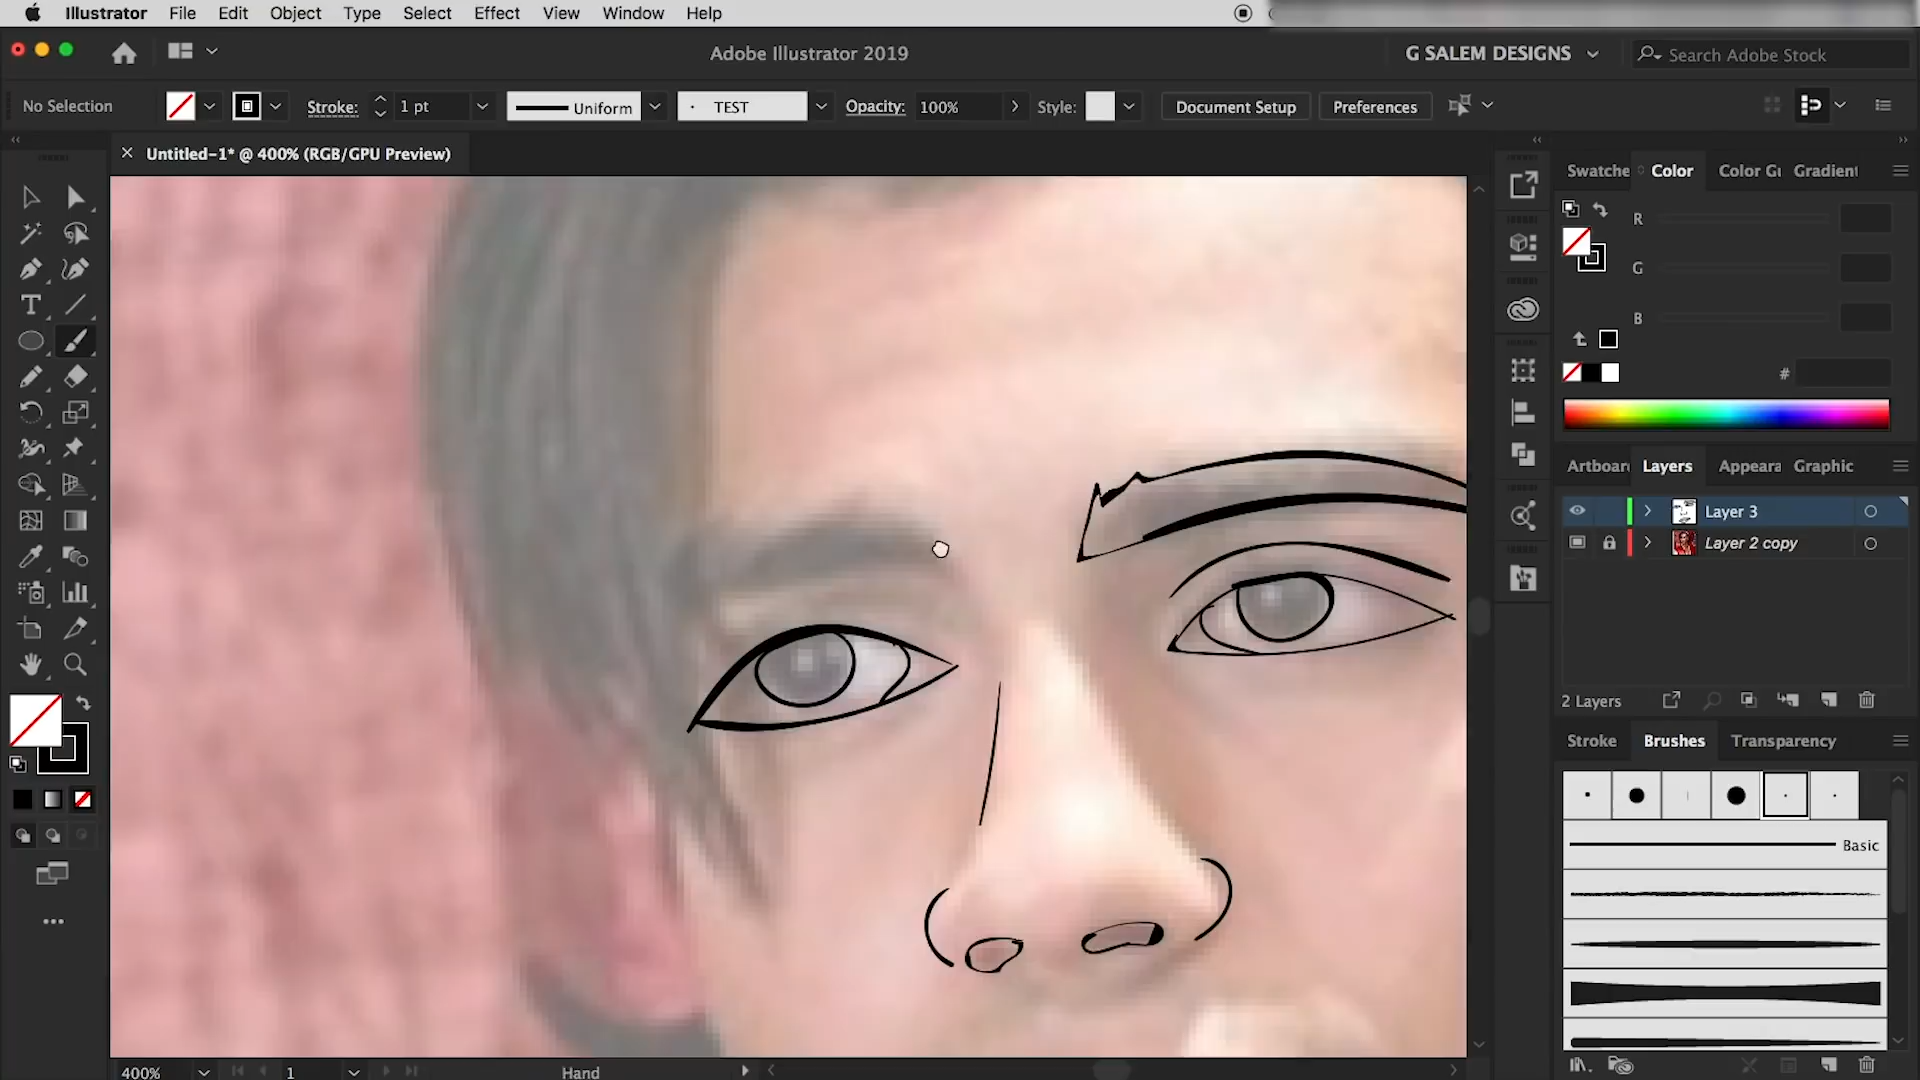 Illustrator File Edit Object Type Select Effect View Window Help
Adobe Illustrator 2019 G SALEM DESIGNS Search Adobe Stock
No Selection Stroke: 1 pt Uniform TEST Opacity: 100% Style: Document Setup Preferences
Untitled-1* @ 400% (RGB/GPU Preview)
Swatche Color Color Gu Gradient
R
G
B
#
Artboar Layers Appeara Graphic
Layer 3
Layer 2 copy
2 Layers
Stroke Brushes Transparency
Basic
400% 1 Hand